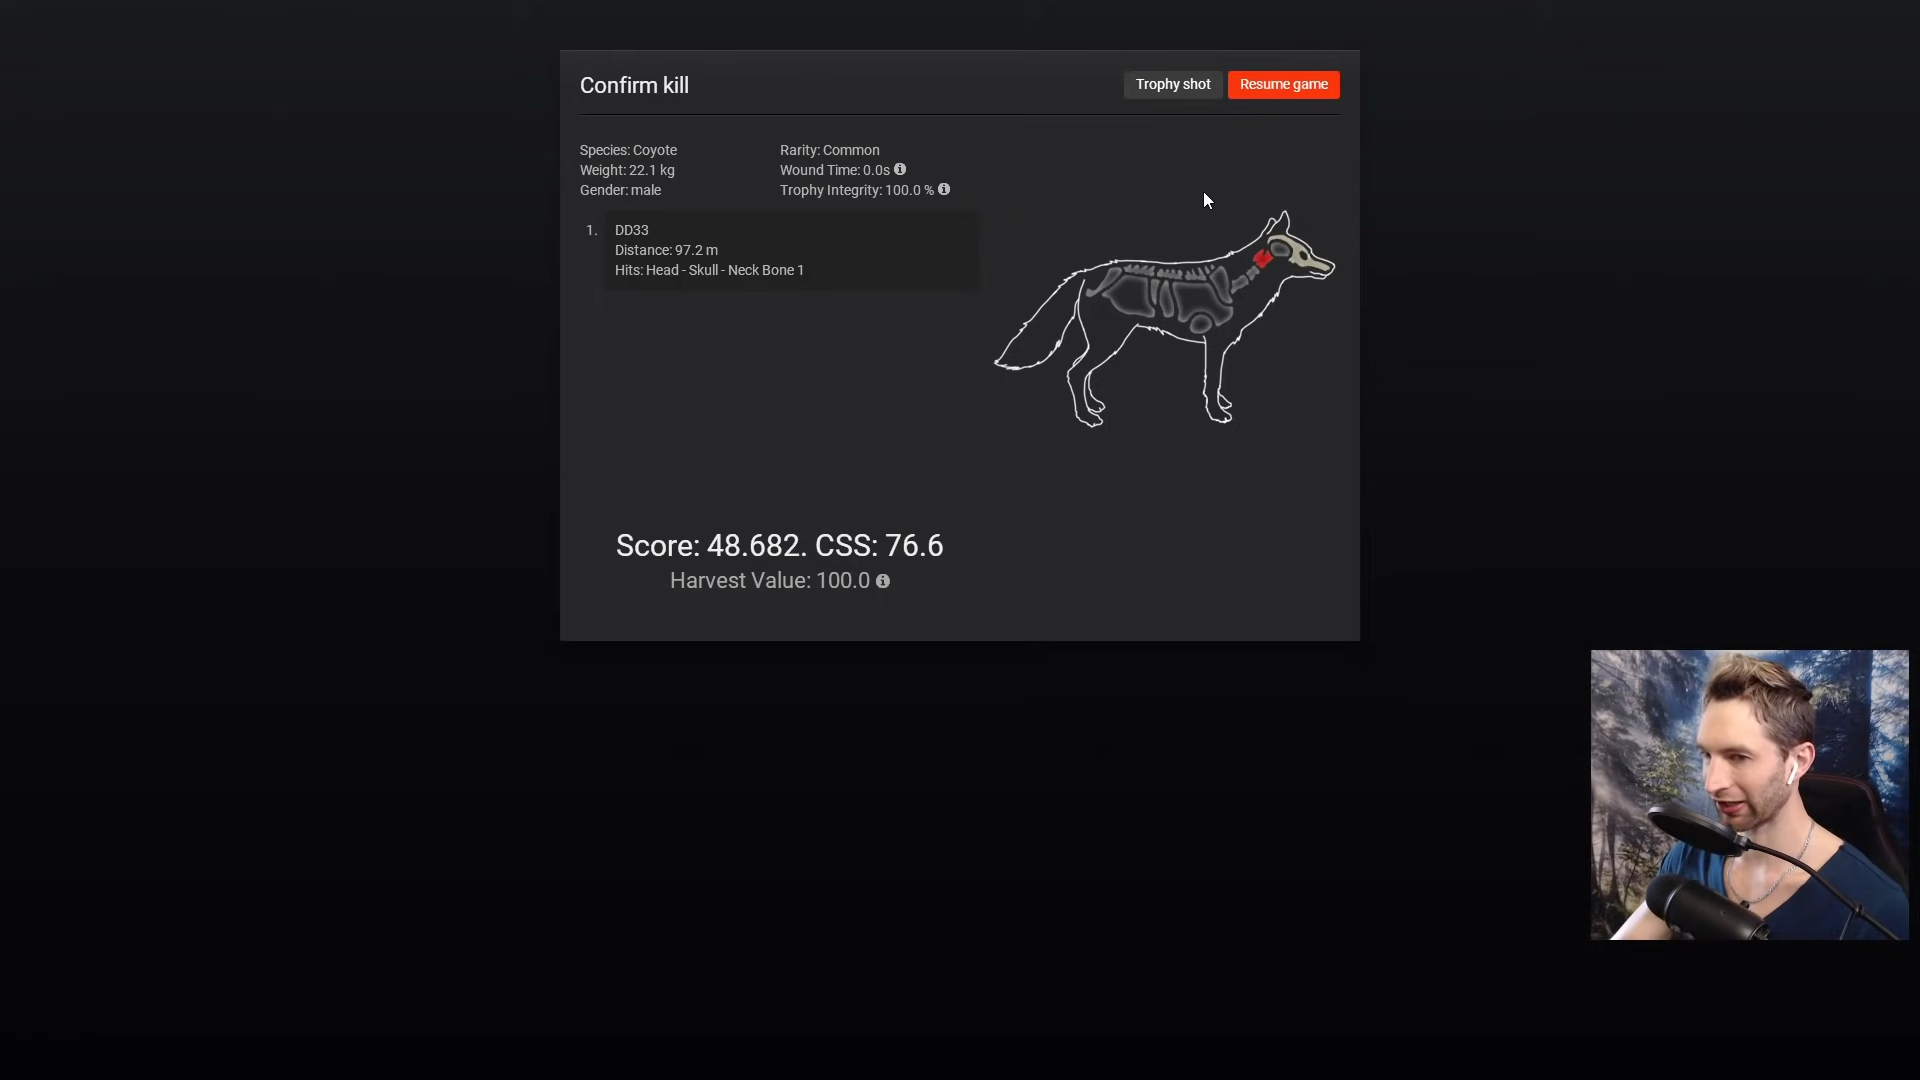 Confirm kill
Trophy shot
Resume game
Species: Coyote
Rarity: Common
Weight: 22.1 kg
Wound Time: 0.0s
Gender: male
Trophy Integrity: 100.0 %
1.
DD33
Distance: 97.2 m
Hits: Head - Skull - Neck Bone 1
Score: 48.682. CSS: 76.6
Harvest Value: 100.0